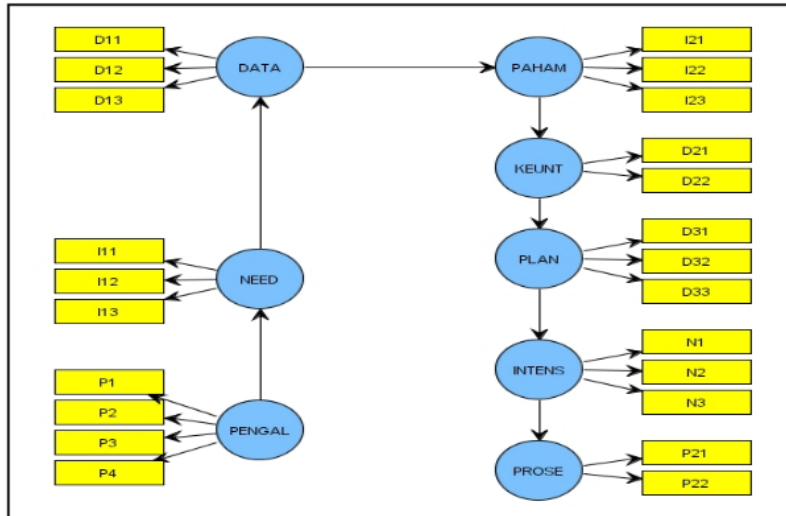 D11
D12
D13
DATA
PAHAM
I21
I22
I23
KEUNT
D21
D22
I11
I12
I13
NEED
PLAN
D31
D32
D33
P1
P2
P3
P4
PENGAL
INTENS
N1
N2
N3
PROSE
P21
P22